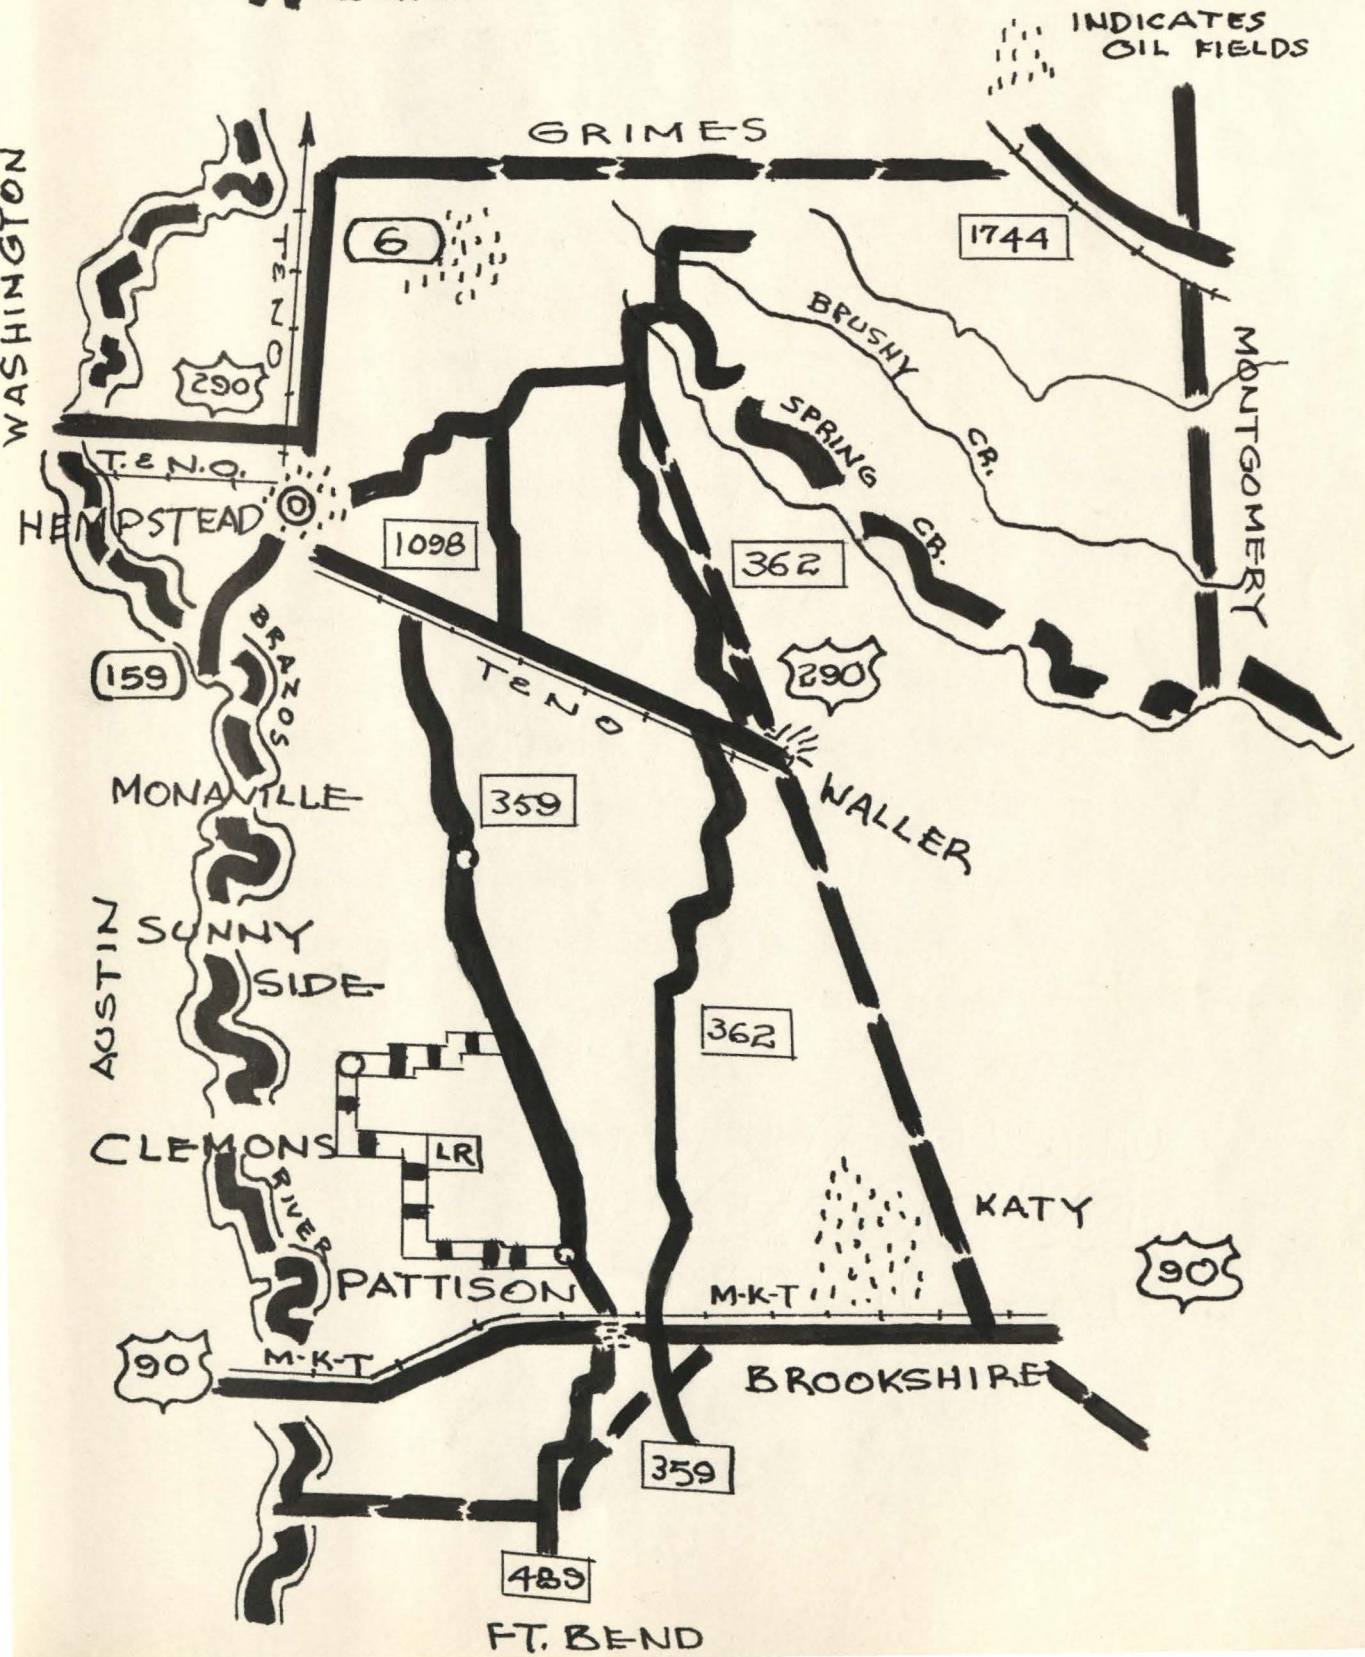 INDICATES
OIL FIELDS
GRIMES
WASHINGTON
6
1744
T&NO
BRUSHY
CR.
290
MONTGOMERY
SPRING
CR.
T.&N.O.
HEMPSTEAD
1098
362
BRAZOS
159
T&NO
290
MONAVILLE
359
WALLER
AUSTIN
SUNNY
SIDE
362
CLEMONS
LR
RIVER
KATY
PATTISON
M-K-T
90
90
M-K-T
BROOKSHIRE
359
489
FT. BEND